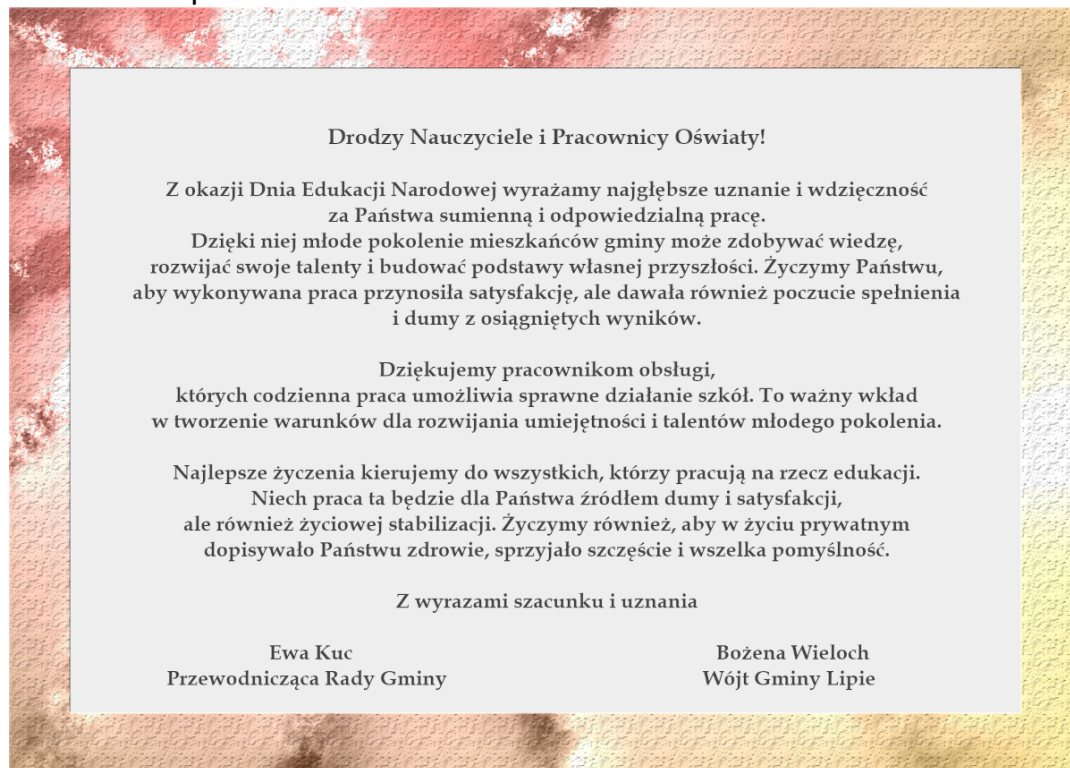 Drodzy Nauczyciele i Pracownicy Oświaty!
Z okazji Dnia Edukacji Narodowej wyrażamy najgłębsze uznanie i wdzięczność
za Państwa sumienną i odpowiedzialną pracę.
Dzięki niej młode pokolenie mieszkańców gminy może zdobywać wiedzę,
rozwijać swoje talenty i budować podstawy własnej przyszłości. Życzymy Państwu,
aby wykonywana praca przynosiła satysfakcję, ale dawała również poczucie spełnienia
i dumy z osiągniętych wyników.
Dziękujemy pracownikom obsługi,
których codzienna praca umożliwia sprawne działanie szkół. To ważny wkład
w tworzenie warunków dla rozwijania umiejętności i talentów młodego pokolenia.
Najlepsze życzenia kierujemy do wszystkich, którzy pracują na rzecz edukacji.
Niech praca ta będzie dla Państwa źródłem dumy i satysfakcji,
ale również życiowej stabilizacji. Życzymy również, aby w życiu prywatnym
dopisywało Państwu zdrowie, sprzyjało szczęście i wszelka pomyślność.
Z wyrazami szacunku i uznania
Ewa Kuc
Przewodnicząca Rady Gminy
Bożena Wieloch
Wójt Gminy Lipie